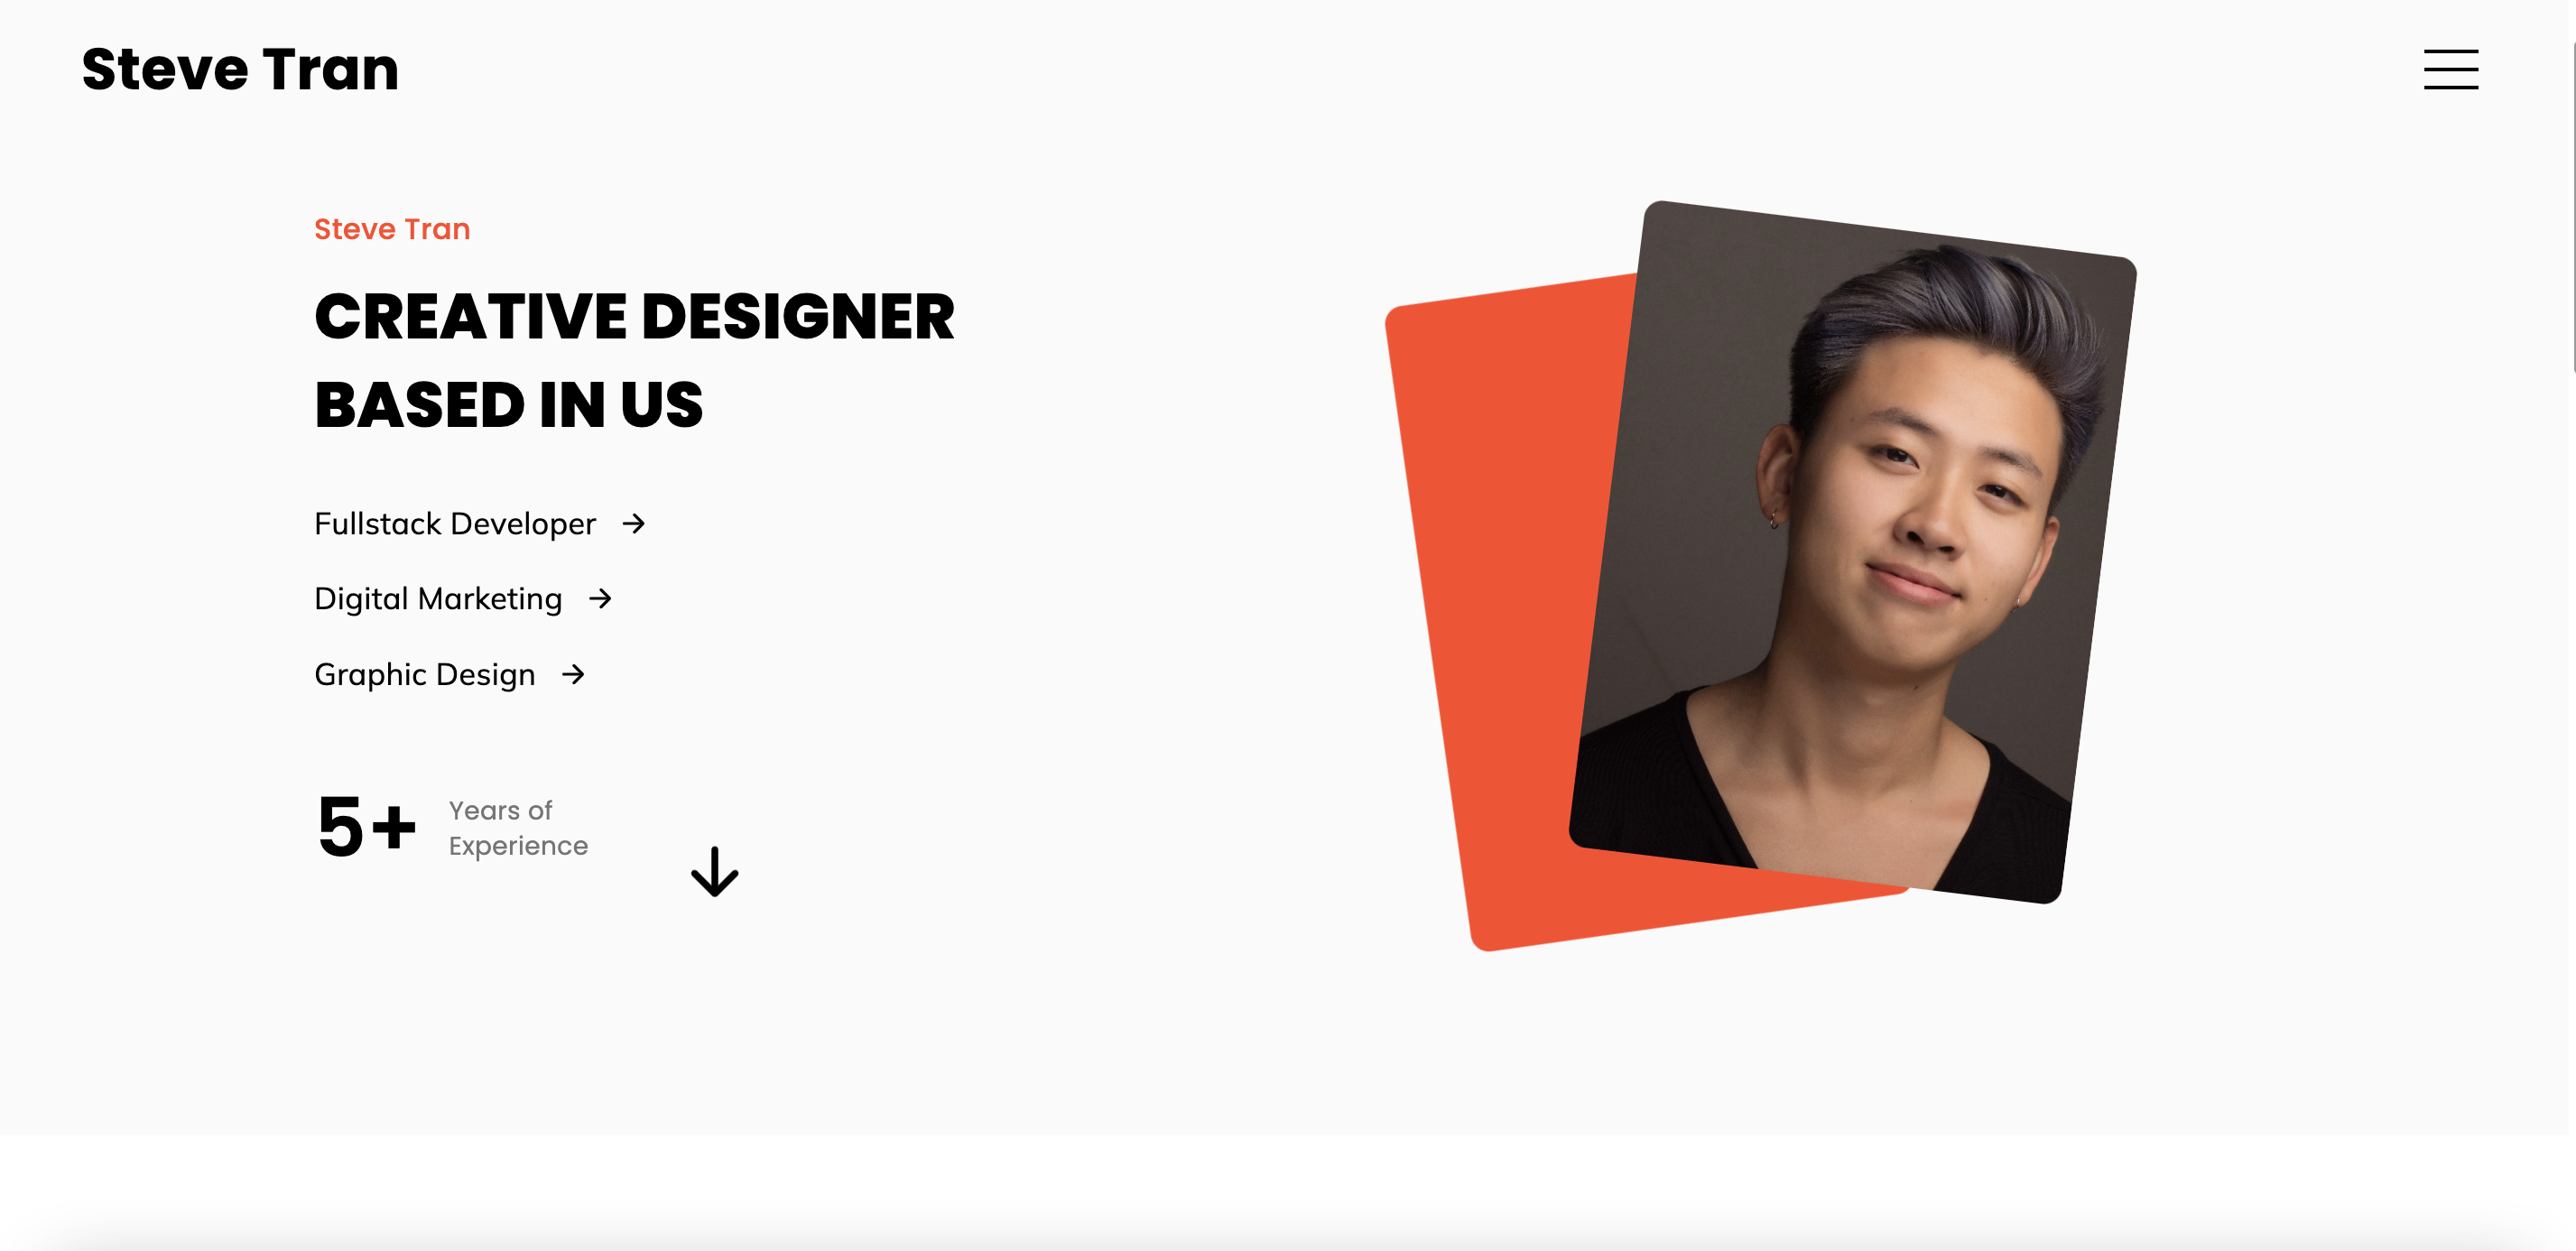 Steve Tran
Steve Tran
CREATIVE DESIGNER
BASED IN US
Fullstack Developer
Digital Marketing
Graphic Design
5+
Years of
Experience